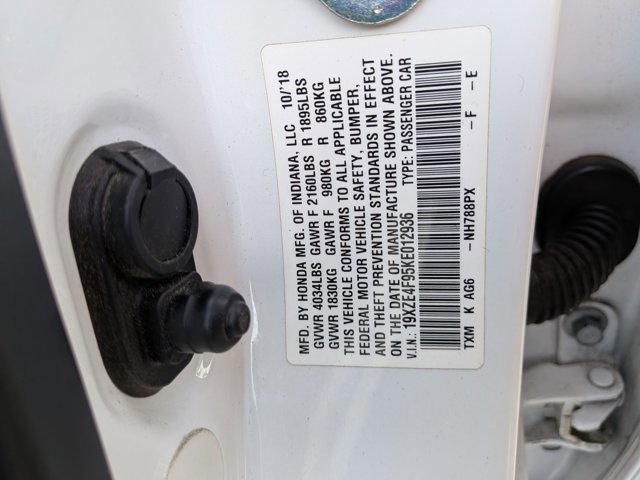 MFD. BY HONDA MFG. OF INDIANA, LLC 10/'18
GVWR 4034LBS GAWR F 2160LBS R 1895LBS
GVWR 1830KG GAWR F 980KG R 860KG
THIS VEHICLE CONFORMS TO ALL APPLICABLE
FEDERAL MOTOR VEHICLE SAFETY, BUMPER,
AND THEFT PREVENTION STANDARDS IN EFFECT
ON THE DATE OF MANUFACTURE SHOWN ABOVE.
V.I.N.: 19XZE4F95KE012936 TYPE: PASSENGER CAR
TXM K AG6 –NH788PX –F –E